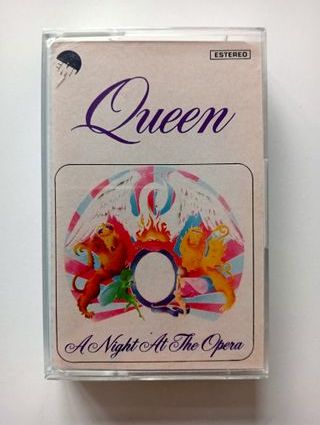 ESTEREO
Queen
A Night At The Opera